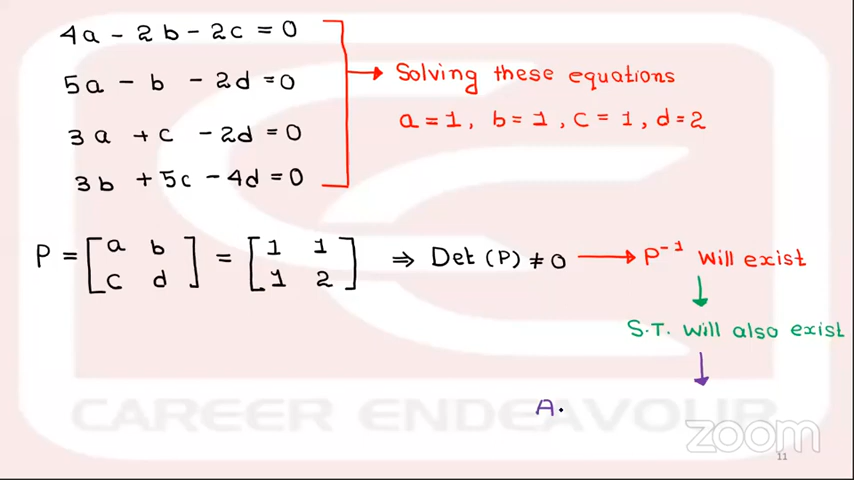 4a - 2b - 2c = 0
5a - b - 2d = 0
3a + c - 2d = 0
3b + 5c - 4d = 0
Solving these equations
a = 1, b = 1, c = 1, d = 2
P = [a b
c d] = [1 1
1 2] ⇒ Det (P) ≠ 0 → P⁻¹ will exist
S.T. will also exist
A.
CAREER ENDEAVOUR
zoom
11